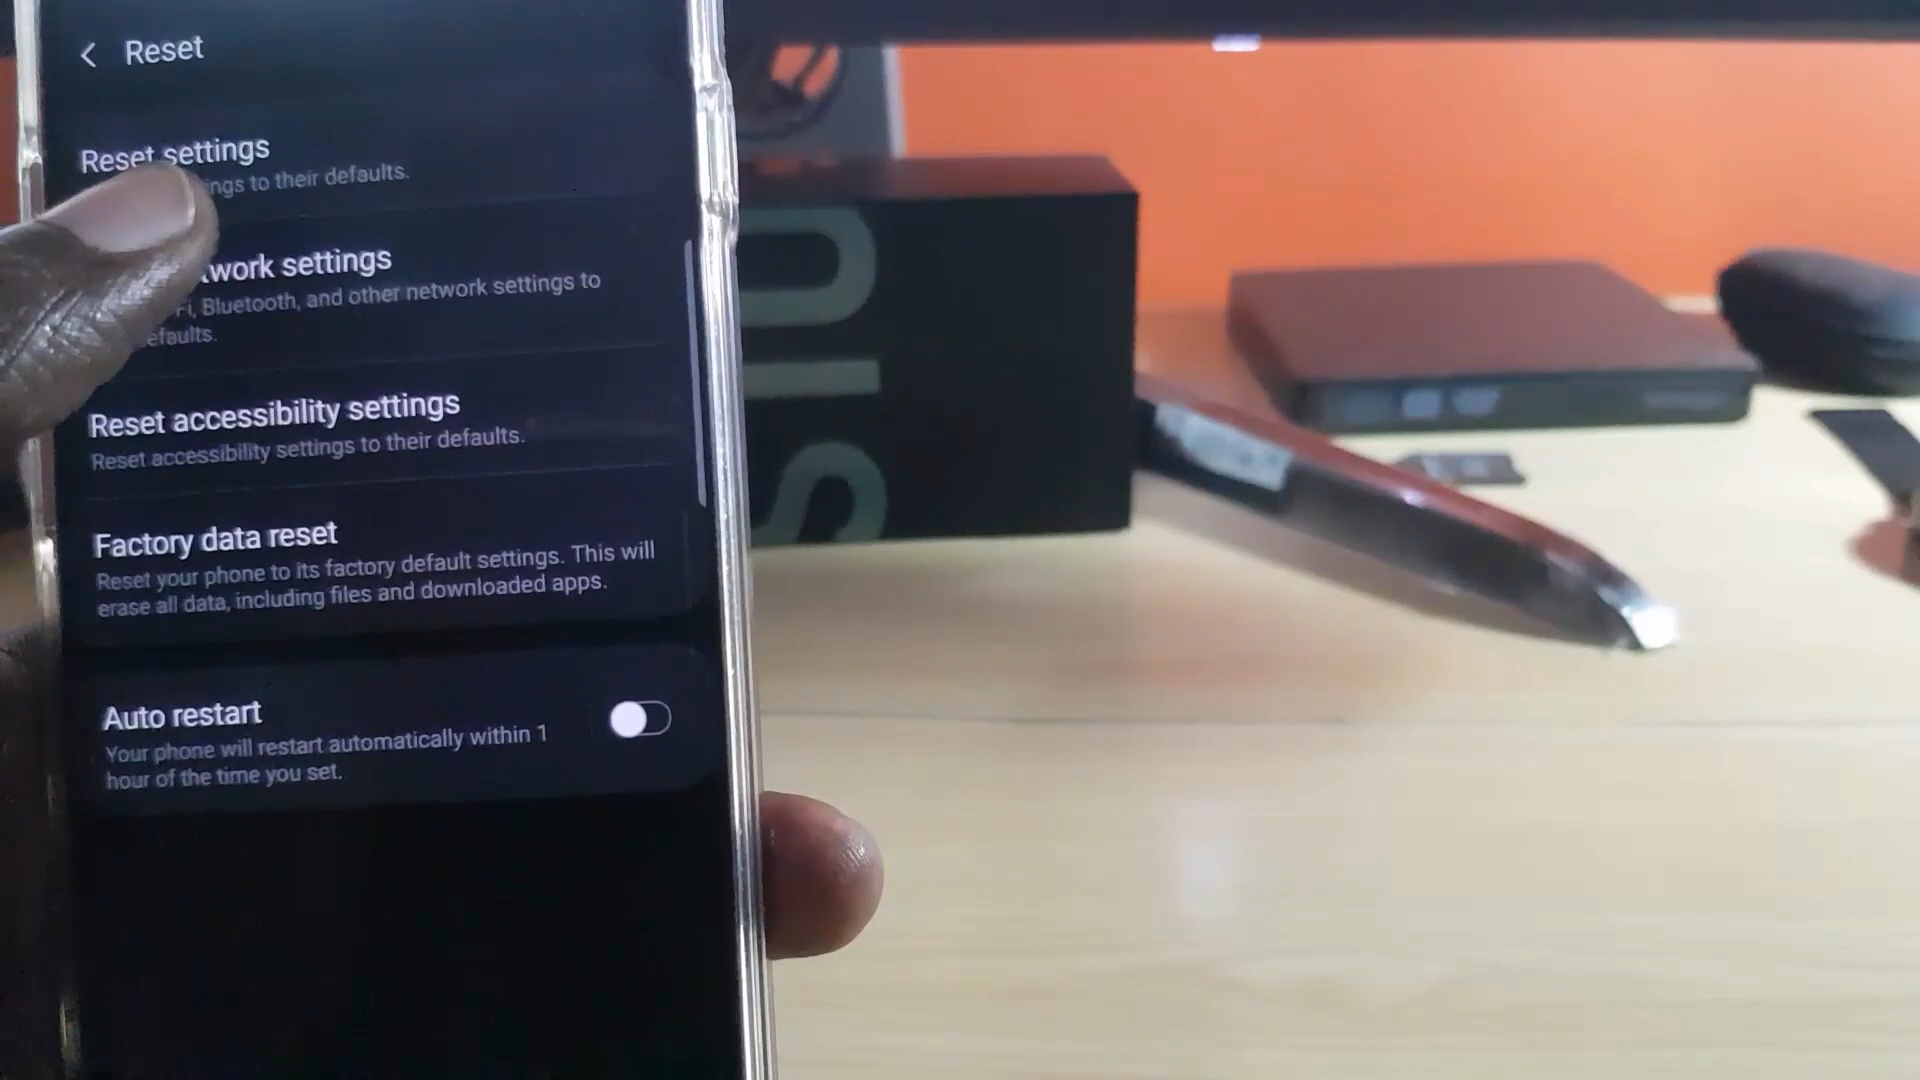 Reset
Reset settings
ings to their defaults.
twork settings
Fi, Bluetooth, and other network settings to
efaults.
Reset accessibility settings
Reset accessibility settings to their defaults.
Factory data reset
Reset your phone to its factory default settings. This will
erase all data, including files and downloaded apps.
Auto restart
Your phone will restart automatically within 1
hour of the time you set.
S10